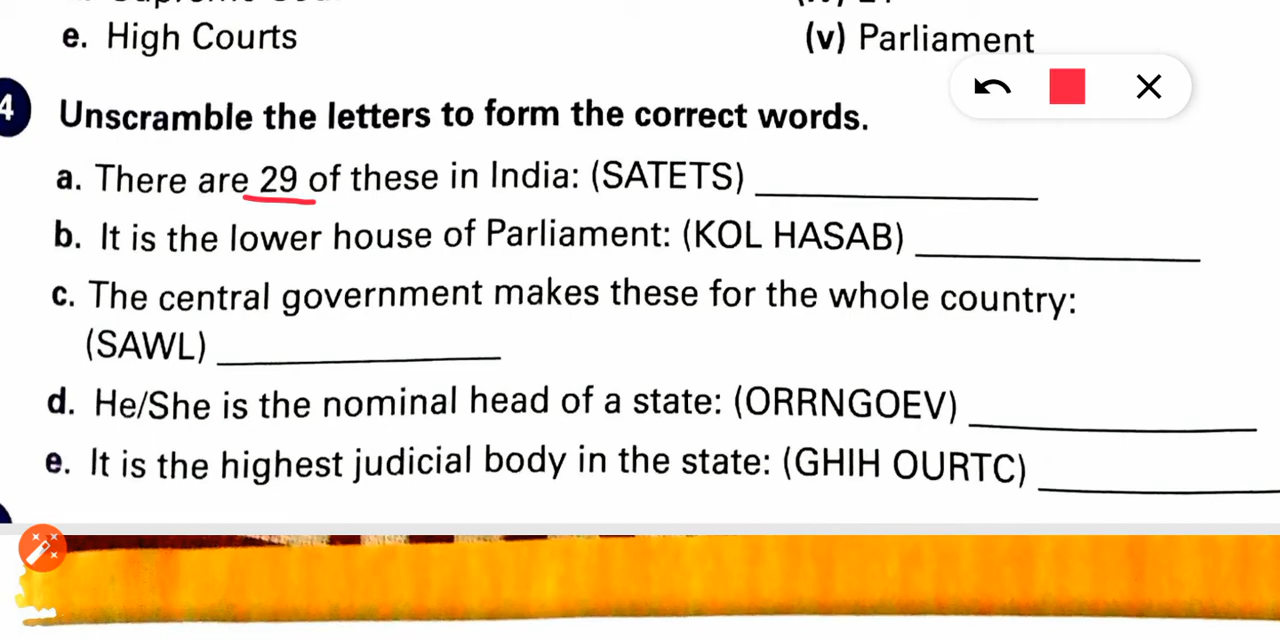 e. High Courts
(v) Parliament
4 Unscramble the letters to form the correct words.
a. There are 29 of these in India: (SATETS)
b. It is the lower house of Parliament: (KOL HASAB)
c. The central government makes these for the whole country:
(SAWL)
d. He/She is the nominal head of a state: (ORRNGOEV)
e. It is the highest judicial body in the state: (GHIH OURTC)